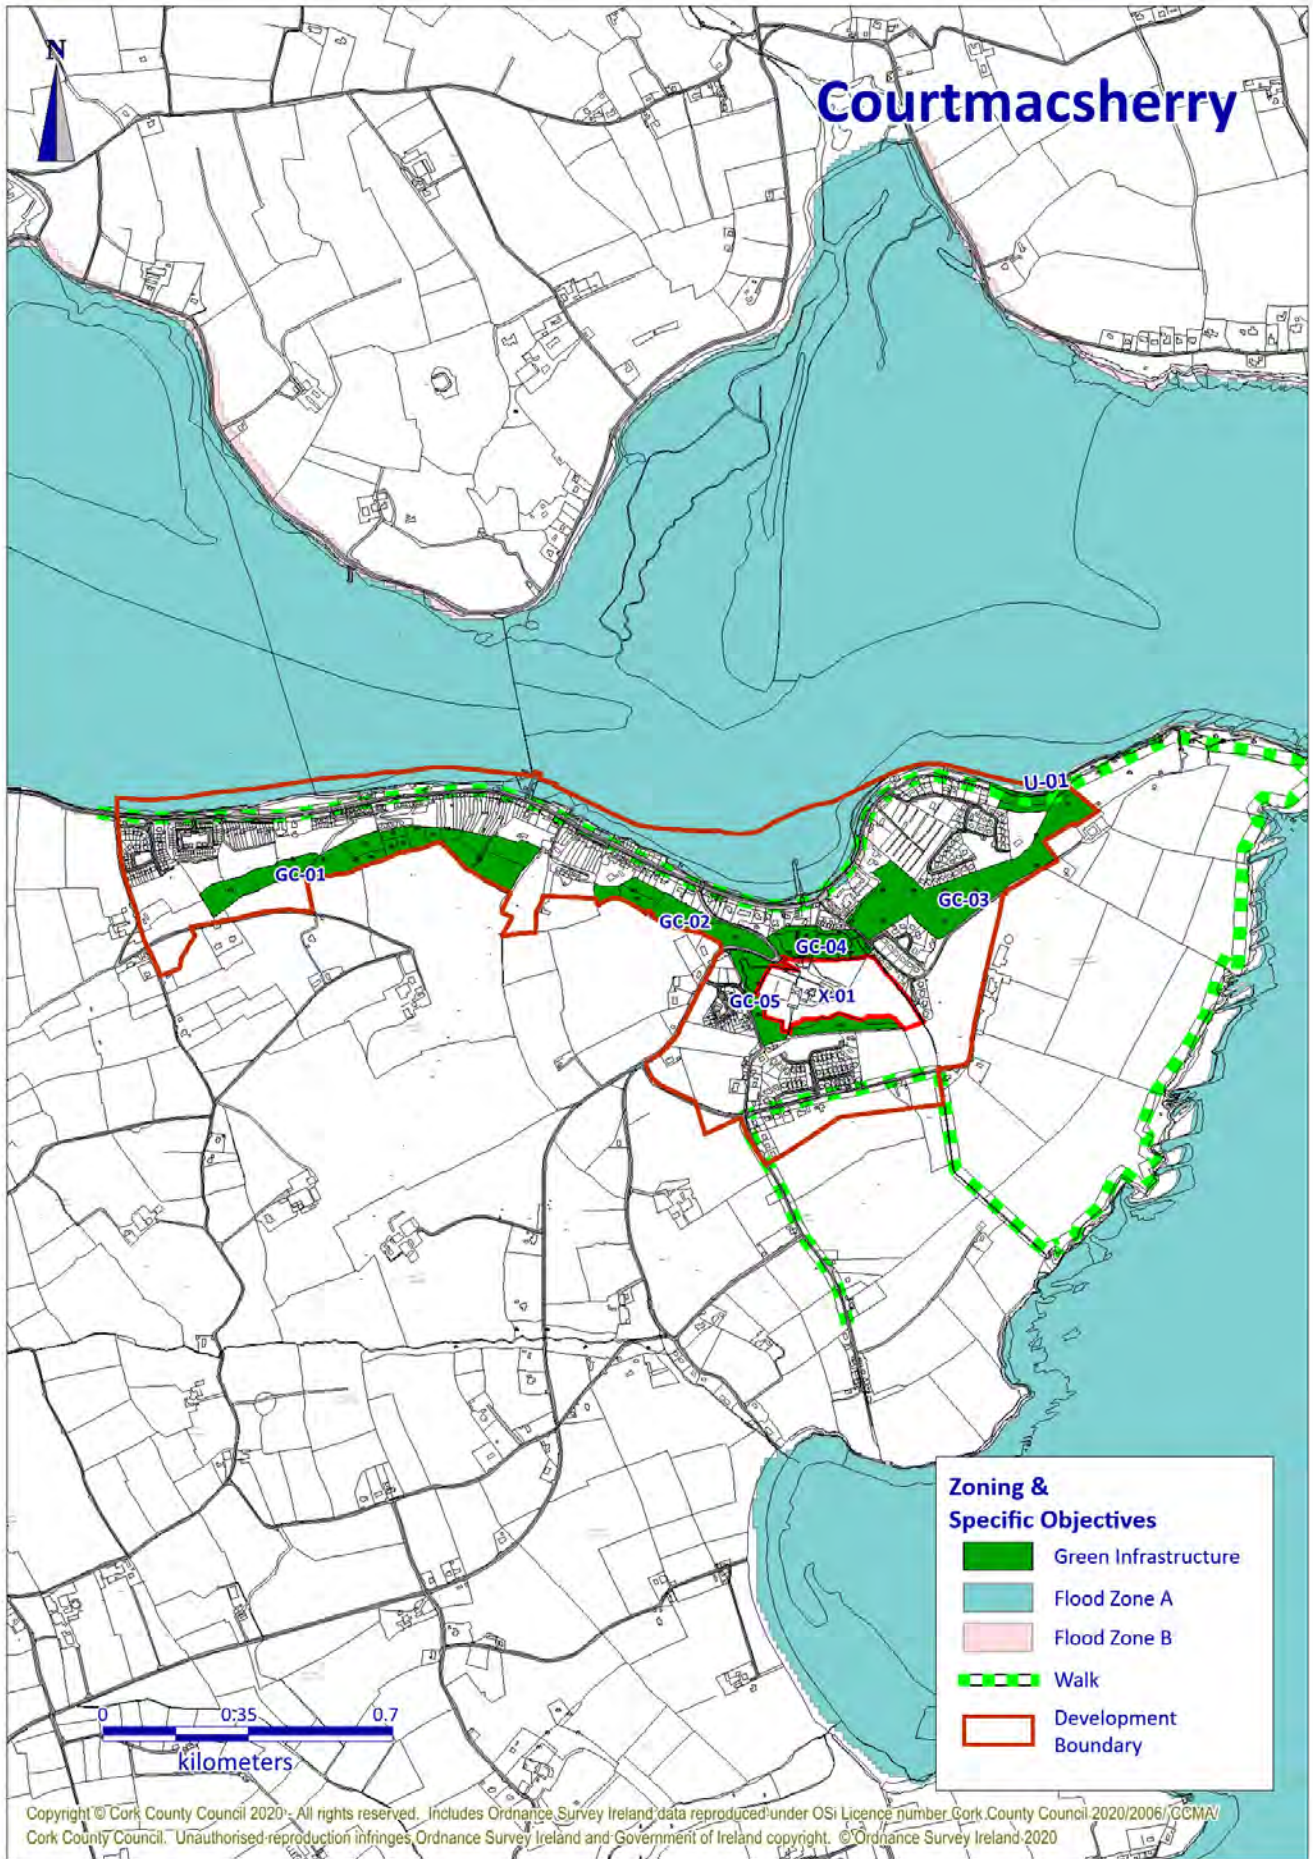 N
Courtmacsherry
U-01
GC-01
GC-03
GC-02
GC-04
GC-05
X-01
Zoning &
Specific Objectives
Green Infrastructure
Flood Zone A
Flood Zone B
Walk
Development
Boundary
0 0.35 0.7
kilometers
Copyright © Cork County Council 2020 - All rights reserved. Includes Ordnance Survey Ireland data reproduced under OSi Licence number Cork County Council 2020/2006/ CCMA/
Cork County Council. Unauthorised reproduction infringes Ordnance Survey Ireland and Government of Ireland copyright. © Ordnance Survey Ireland 2020